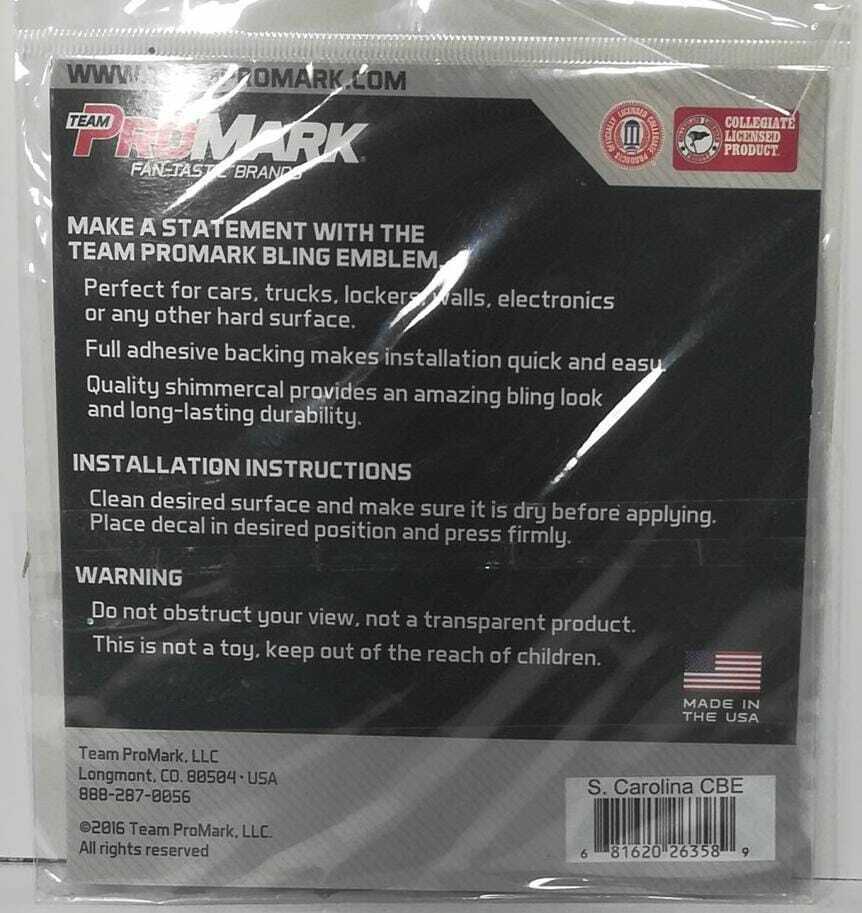 PROMARK.COM
TEAM
PROMARK
FAN-TASTIC BRANDS
OFFICIALLY LICENSED COLLEGIATE PRODUCTS
COLLEGIATE
LICENSED
PRODUCT
MAKE A STATEMENT WITH THE
TEAM PROMARK BLING EMBLEM.
Perfect for cars, trucks, lockers, walls, electronics
or any other hard surface.
Full adhesive backing makes installation quick and easy.
Quality shimmercal provides an amazing bling look
and long-lasting durability.
INSTALLATION INSTRUCTIONS
Clean desired surface and make sure it is dry before applying.
Place decal in desired position and press firmly.
WARNING
Do not obstruct your view, not a transparent product.
This is not a toy, keep out of the reach of children.
MADE IN
THE USA
Team ProMark, LLC
Longmont, CO. 80504 • USA
888-287-0056
©2016 Team ProMark, LLC.
All rights reserved
S. Carolina CBE
6 81620 26358 9